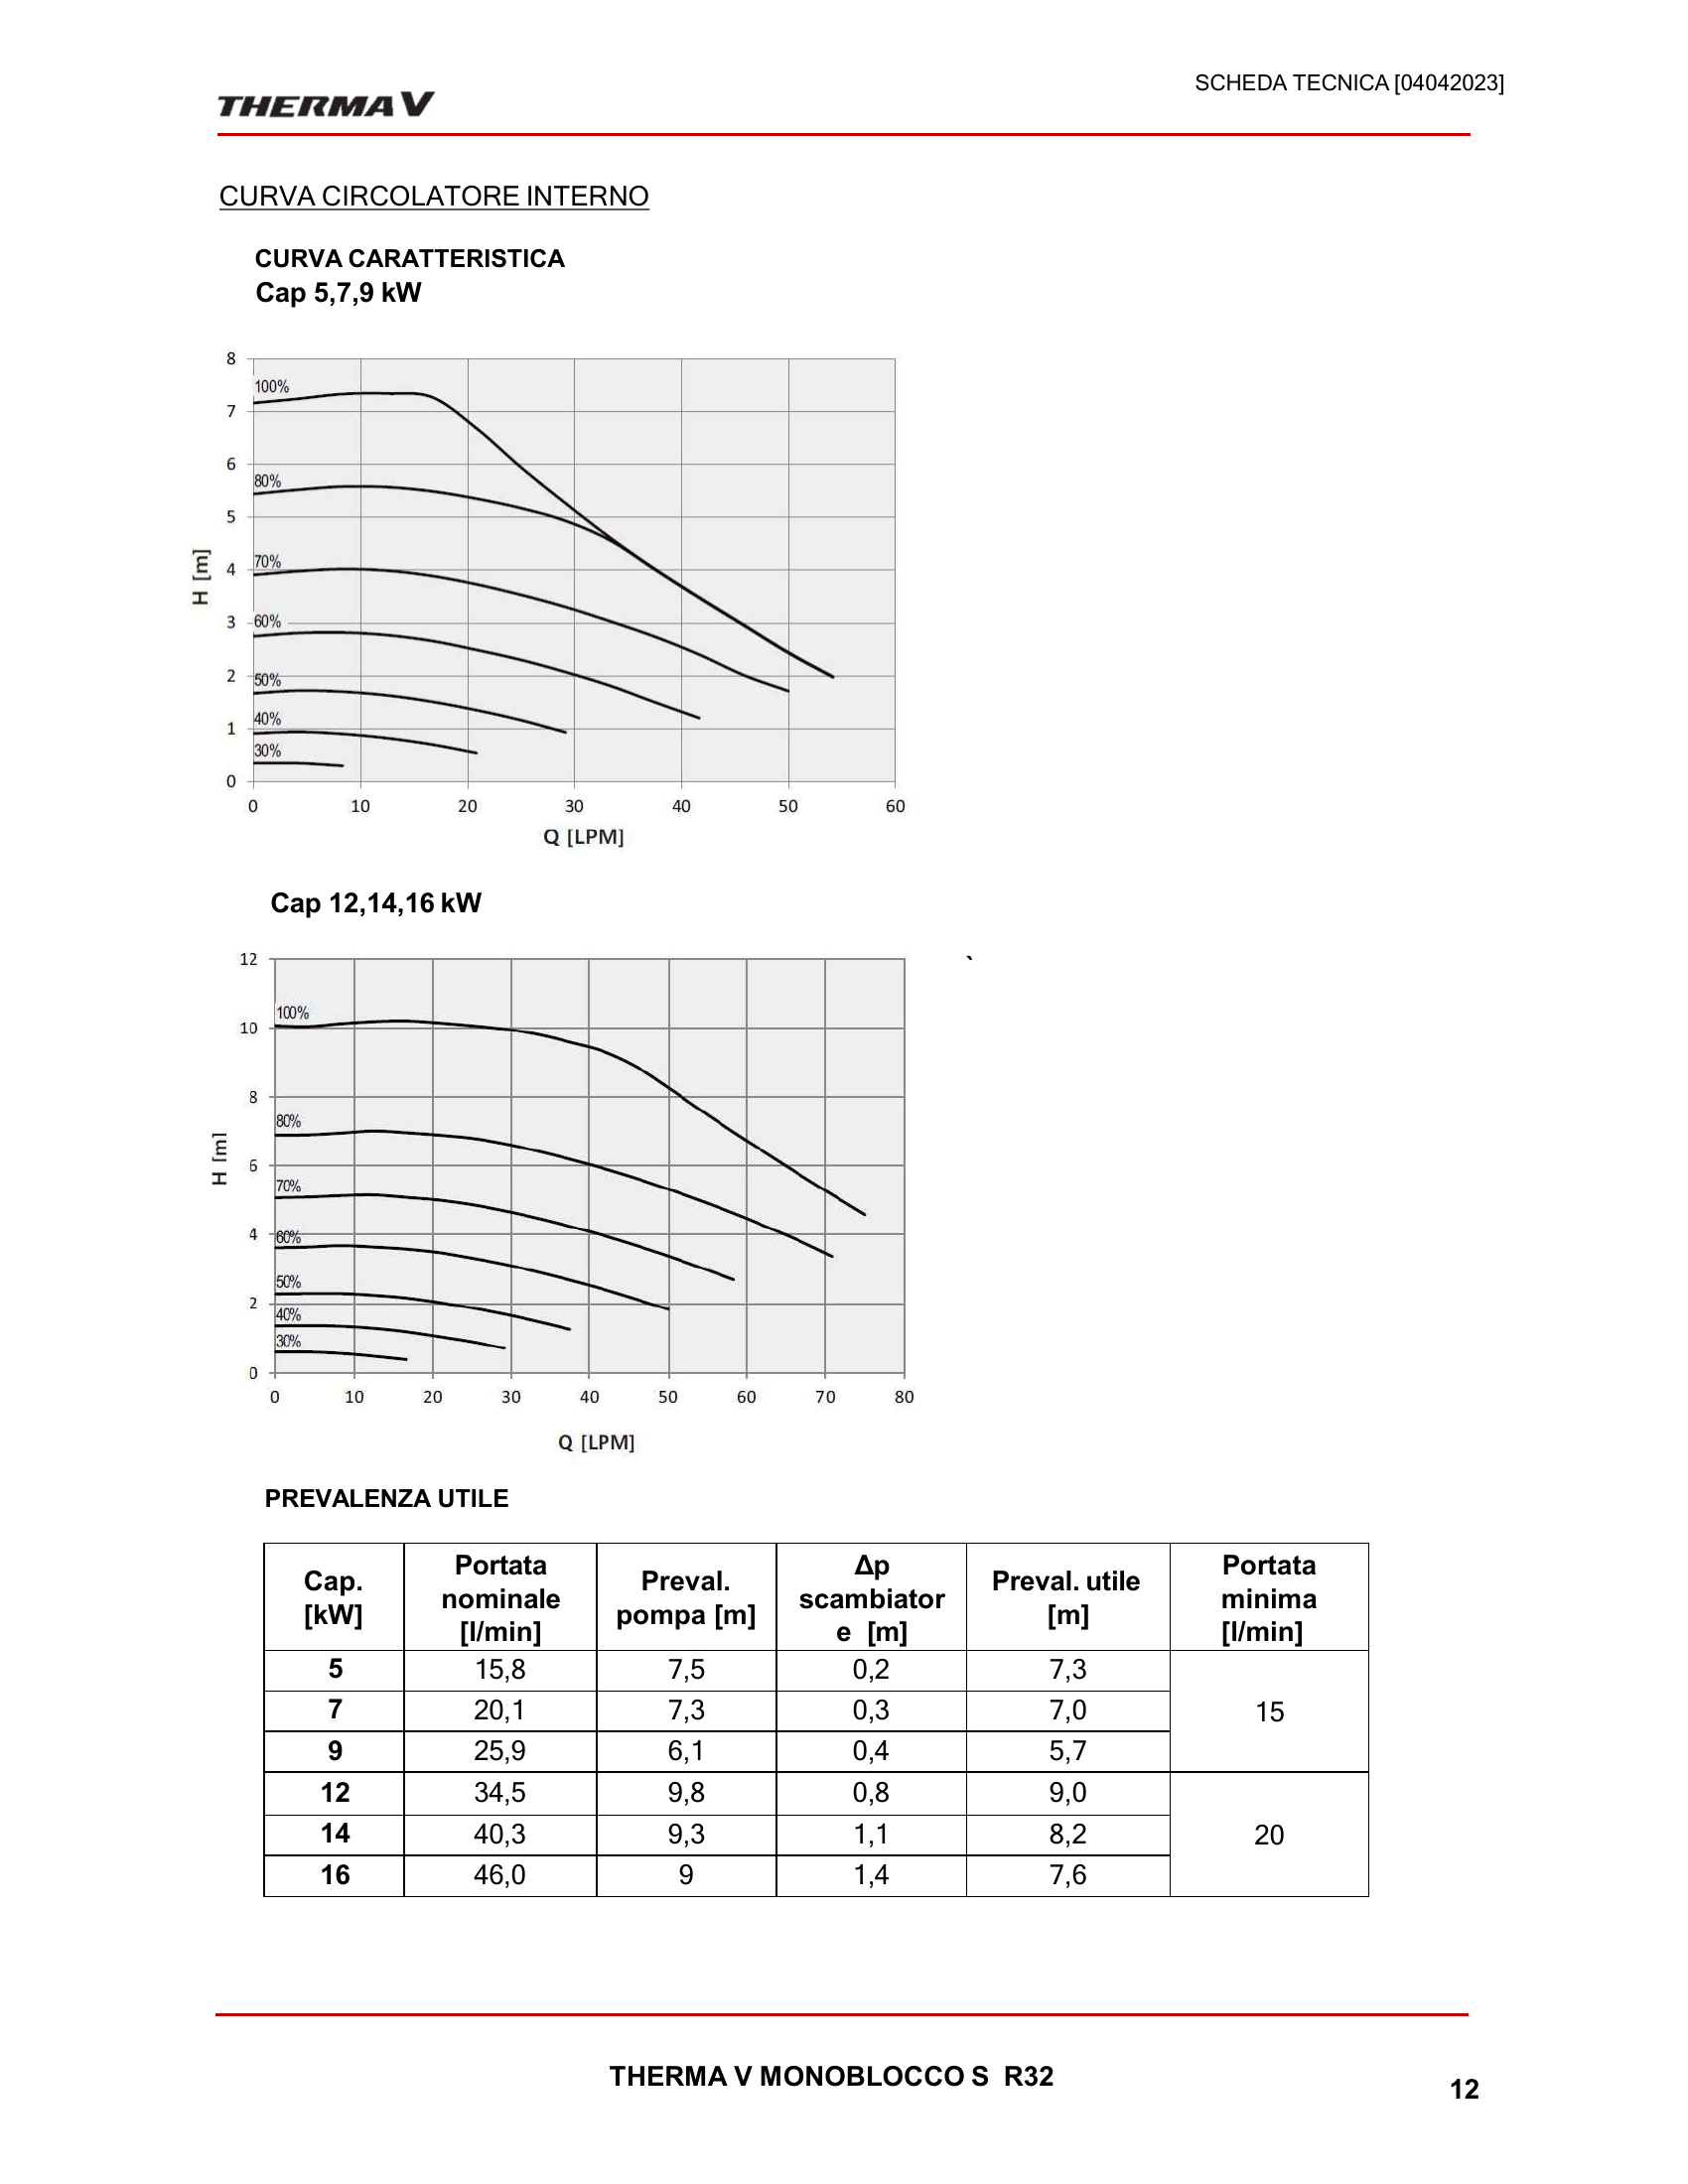 THERMA V
SCHEDA TECNICA [04042023]
CURVA CIRCOLATORE INTERNO
CURVA CARATTERISTICA
Cap 5,7,9 kW
8
7
6
5
4
3
2
1
0
H [m]
100%
80%
70%
60%
50%
40%
30%
0 10 20 30 40 50 60
Q [LPM]
Cap 12,14,16 kW
`
12
10
8
6
4
2
0
H [m]
100%
80%
70%
60%
50%
40%
30%
0 10 20 30 40 50 60 70 80
Q [LPM]
PREVALENZA UTILE
Cap. [kW] Portata nominale [l/min] Preval. pompa [m] Δp scambiator e [m] Preval. utile [m] Portata minima [l/min]
5 15,8 7,5 0,2 7,3
7 20,1 7,3 0,3 7,0 15
9 25,9 6,1 0,4 5,7
12 34,5 9,8 0,8 9,0
14 40,3 9,3 1,1 8,2 20
16 46,0 9 1,4 7,6
THERMA V MONOBLOCCO S R32
12